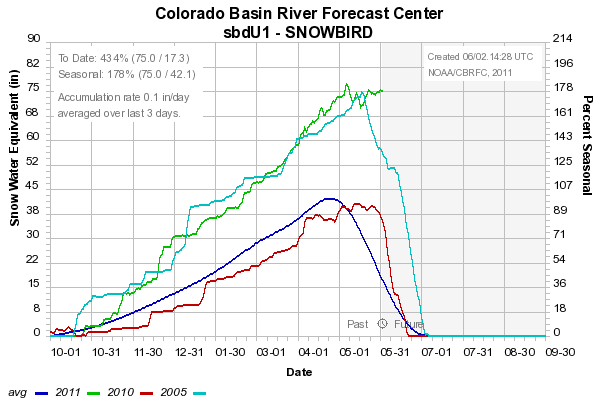 Colorado Basin River Forecast Center
sbdU1 - SNOWBIRD
To Date: 434% (75.0 / 17.3)
Seasonal: 178% (75.0 / 42.1)
Accumulation rate 0.1 in/day
averaged over last 3 days.
Created 06/02.14:28 UTC
NOAA/CBRFC, 2011
Snow Water Equivalent (in)
90
83
75
68
60
52
45
38
30
22
15
8
0
Percent Seasonal
214
196
178
161
143
125
107
89
71
54
36
18
0
Past
Future
10-01 10-31 11-30 12-31 01-30 03-01 04-01 05-01 05-31 07-01 07-31 08-30 09-30
Date
avg 2011 2010 2005